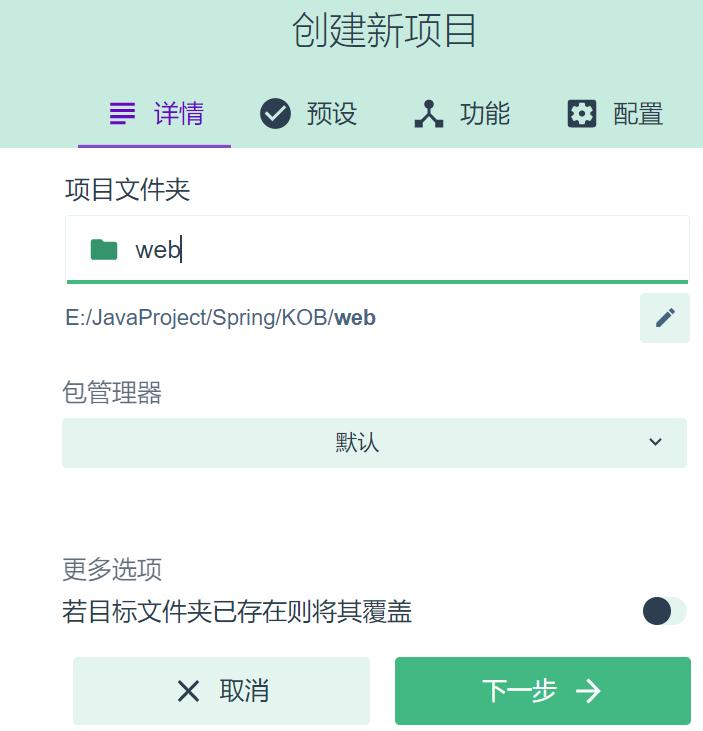 创建新项目
详情 预设 功能 配置
项目文件夹
web
E:/JavaProject/Spring/KOB/web
包管理器
默认
更多选项
若目标文件夹已存在则将其覆盖
取消 下一步